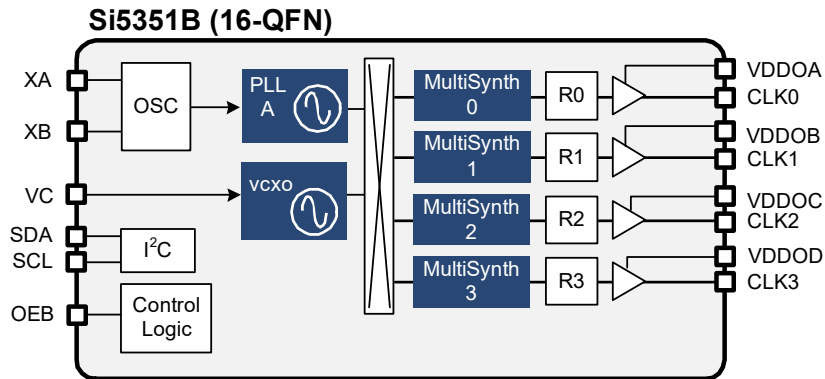 Si5351B (16-QFN)
XA
XB
VC
SDA
SCL
OEB
OSC
I²C
Control
Logic
PLL
A
vcxo
MultiSynth
0
MultiSynth
1
MultiSynth
2
MultiSynth
3
R0
R1
R2
R3
VDDOA
CLK0
VDDOB
CLK1
VDDOC
CLK2
VDDOD
CLK3